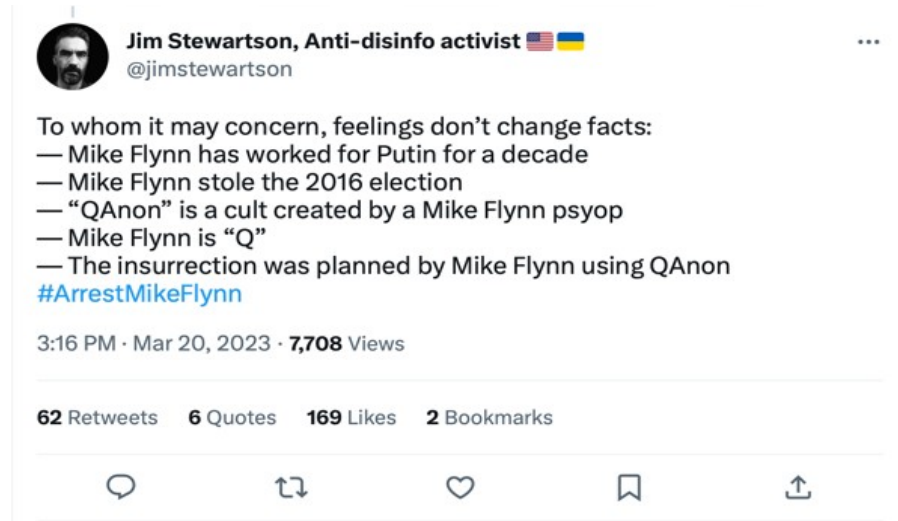 Jim Stewartson, Anti-disinfo activist 🇺🇸🇺🇦
@jimstewartson
To whom it may concern, feelings don’t change facts:
— Mike Flynn has worked for Putin for a decade
— Mike Flynn stole the 2016 election
— “QAnon” is a cult created by a Mike Flynn psyop
— Mike Flynn is “Q”
— The insurrection was planned by Mike Flynn using QAnon
#ArrestMikeFlynn
3:16 PM · Mar 20, 2023 · 7,708 Views
62 Retweets 6 Quotes 169 Likes 2 Bookmarks